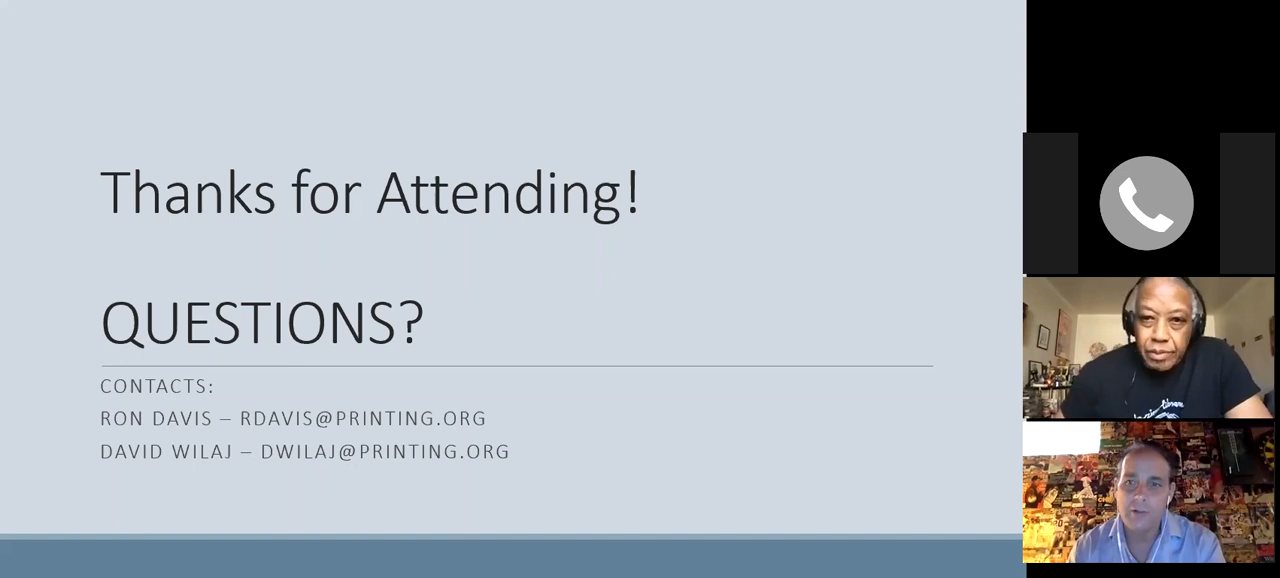 Thanks for Attending!
QUESTIONS?
CONTACTS:
RON DAVIS – RDAVIS@PRINTING.ORG
DAVID WILAJ – DWILAJ@PRINTING.ORG